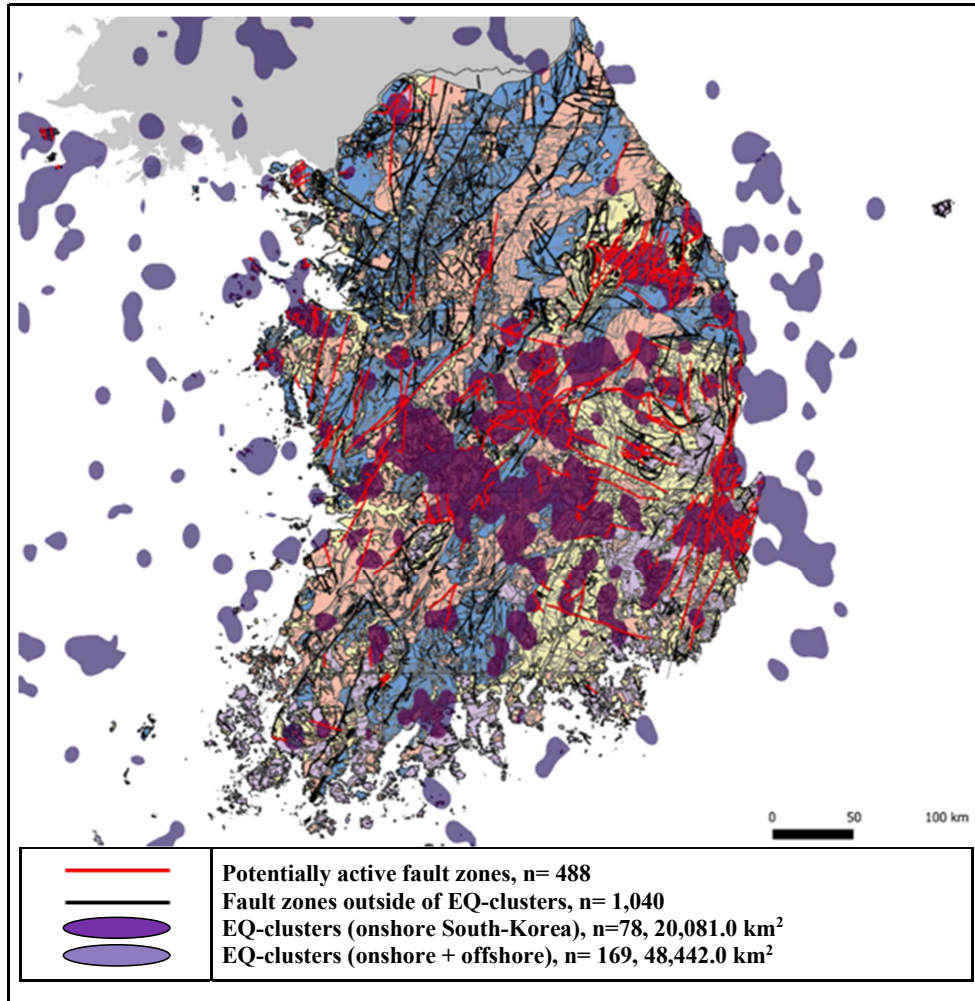 0 50 100 km
Potentially active fault zones, n= 488
Fault zones outside of EQ-clusters, n= 1,040
EQ-clusters (onshore South-Korea), n=78, 20,081.0 km²
EQ-clusters (onshore + offshore), n= 169, 48,442.0 km²